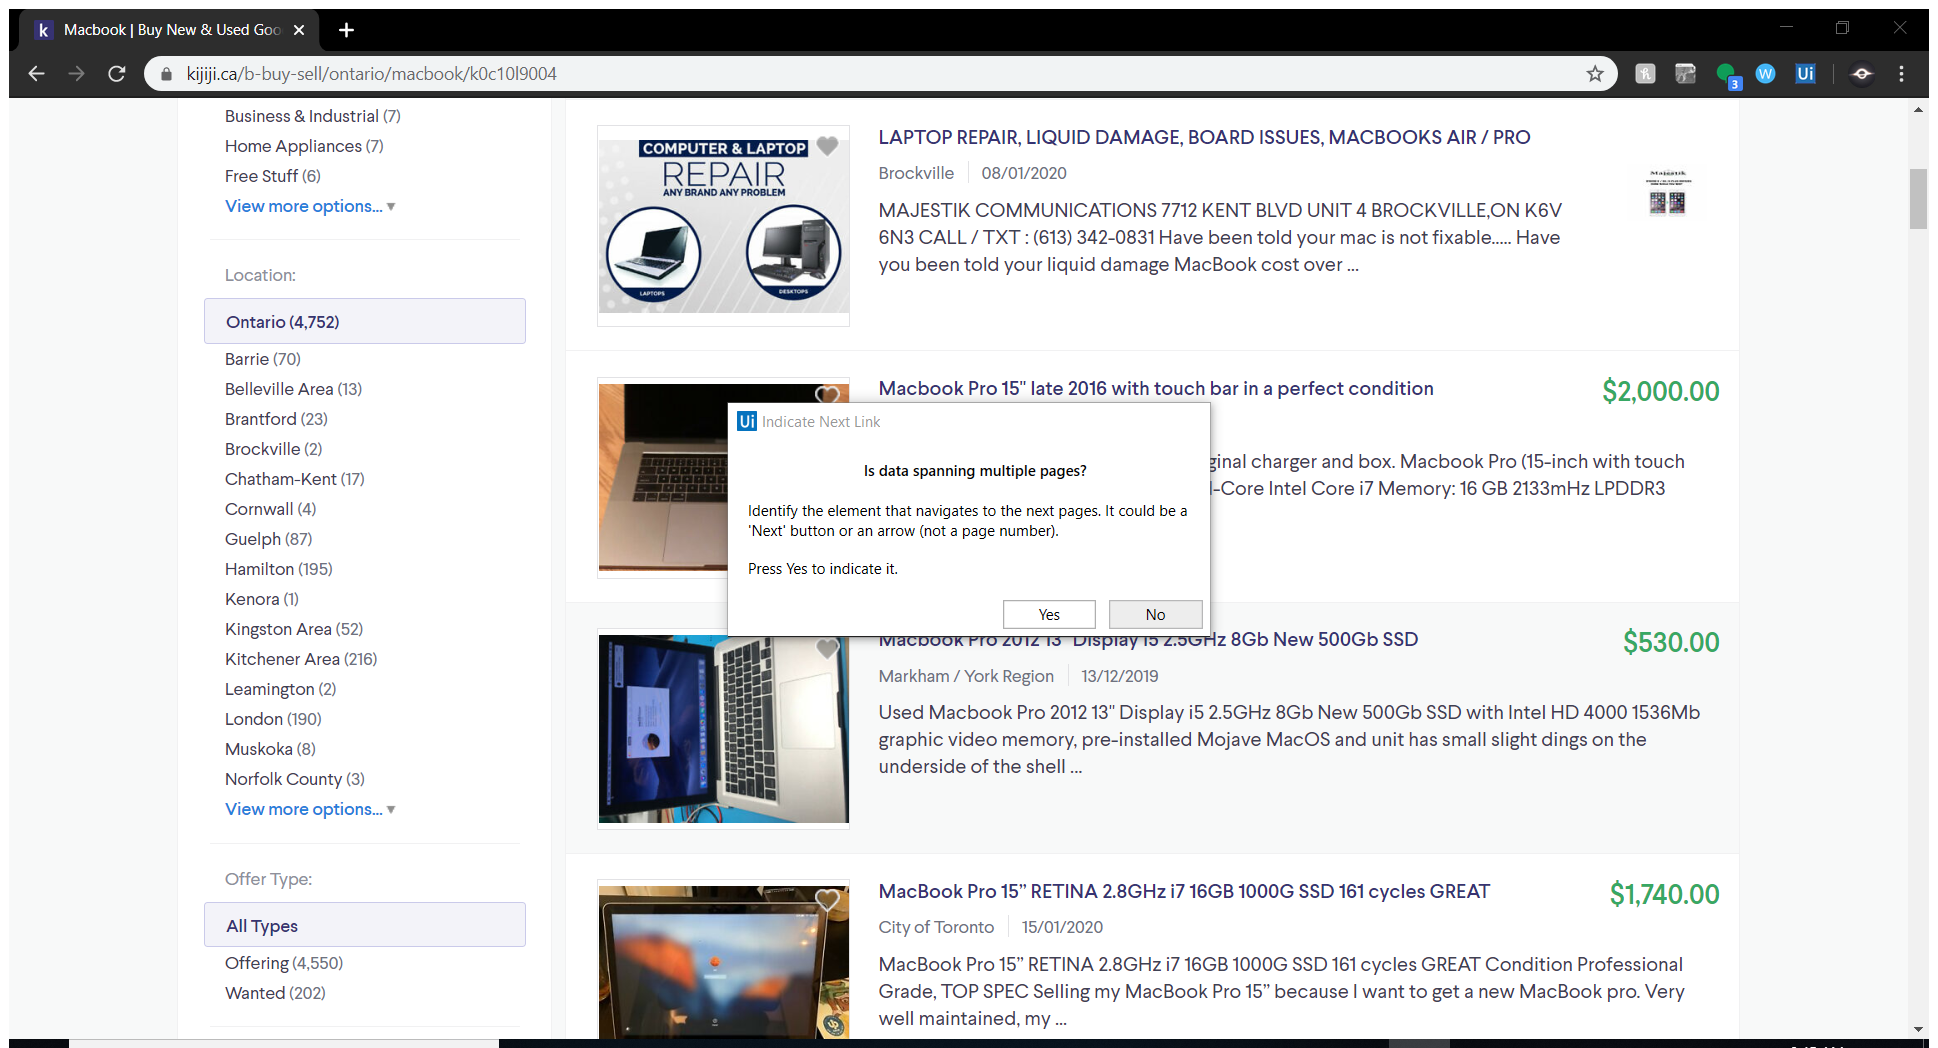 k Macbook | Buy New & Used Goo
kijiji.ca/b-buy-sell/ontario/macbook/k0c10l9004
3
W
Ui
Business & Industrial (7)
Home Appliances (7)
Free Stuff (6)
View more options...
Location:
Ontario (4,752)
Barrie (70)
Belleville Area (13)
Brantford (23)
Brockville (2)
Chatham-Kent (17)
Cornwall (4)
Guelph (87)
Hamilton (195)
Kenora (1)
Kingston Area (52)
Kitchener Area (216)
Leamington (2)
London (190)
Muskoka (8)
Norfolk County (3)
View more options...
Offer Type:
All Types
Offering (4,550)
Wanted (202)
COMPUTER & LAPTOP
REPAIR
ANY BRAND ANY PROBLEM
LAPTOPS
DESKTOPS
LAPTOP REPAIR, LIQUID DAMAGE, BOARD ISSUES, MACBOOKS AIR / PRO
Brockville 08/01/2020
MAJESTIK COMMUNICATIONS 7712 KENT BLVD UNIT 4 BROCKVILLE,ON K6V
6N3 CALL / TXT : (613) 342-0831 Have been told your mac is not fixable..... Have
you been told your liquid damage MacBook cost over ...
Majestik
Macbook Pro 15" late 2016 with touch bar in a perfect condition
$2,000.00
ginal charger and box. Macbook Pro (15-inch with touch
l-Core Intel Core i7 Memory: 16 GB 2133mHz LPDDR3
Ui Indicate Next Link
Is data spanning multiple pages?
Identify the element that navigates to the next pages. It could be a
'Next' button or an arrow (not a page number).
Press Yes to indicate it.
Yes
No
Macbook Pro 2012 13" Display i5 2.5GHz 8Gb New 500Gb SSD
$530.00
Markham / York Region 13/12/2019
Used Macbook Pro 2012 13" Display i5 2.5GHz 8Gb New 500Gb SSD with Intel HD 4000 1536Mb
graphic video memory, pre-installed Mojave MacOS and unit has small slight dings on the
underside of the shell ...
MacBook Pro 15” RETINA 2.8GHz i7 16GB 1000G SSD 161 cycles GREAT
$1,740.00
City of Toronto 15/01/2020
MacBook Pro 15” RETINA 2.8GHz i7 16GB 1000G SSD 161 cycles GREAT Condition Professional
Grade, TOP SPEC Selling my MacBook Pro 15” because I want to get a new MacBook pro. Very
well maintained, my ...